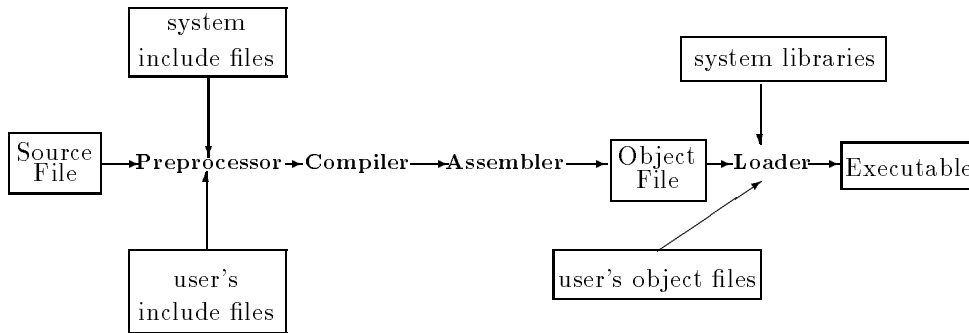 system
include files
system libraries
Source
File
Preprocessor
Compiler
Assembler
Object
File
Loader
Executable
user's
include files
user's object files